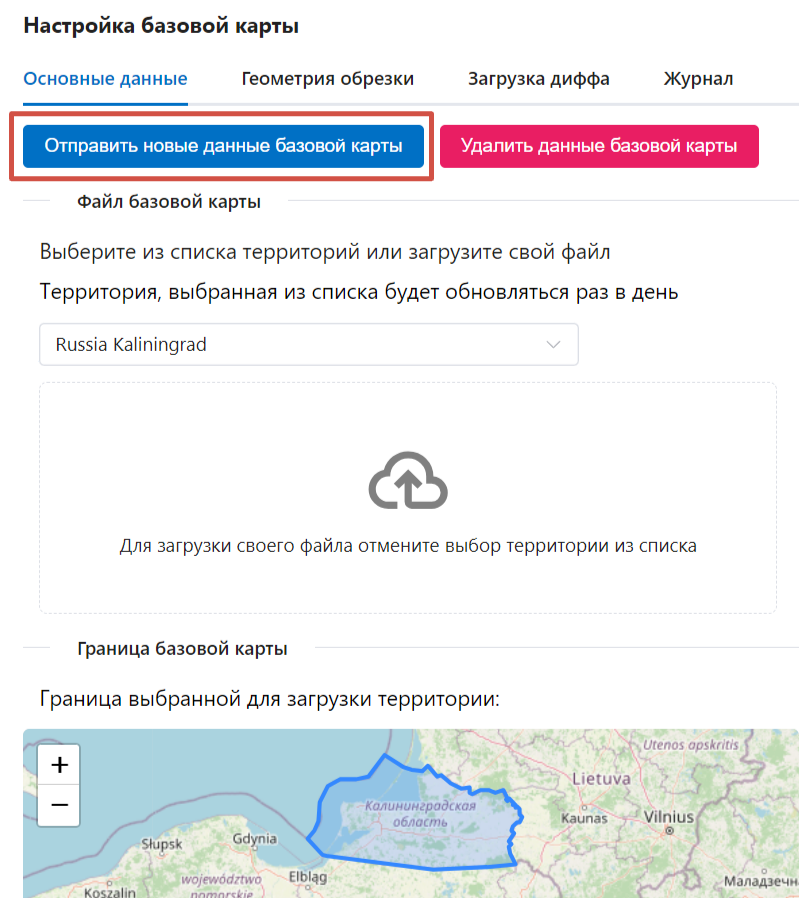 Настройка базовой карты
Основные данные Геометрия обрезки Загрузка диффа Журнал
Отправить новые данные базовой карты Удалить данные базовой карты
Файл базовой карты
Выберите из списка территорий или загрузите свой файл
Территория, выбранная из списка будет обновляться раз в день
Russia Kaliningrad
Для загрузки своего файла отмените выбор территории из списка
Граница базовой карты
Граница выбранной для загрузки территории:
Utenos apskritis
+
Lietuva
−
Калининградская
область
Kaunas
Vilnius
Słupsk
Gdynia
Elbląg
Маладзечн
województwo
pomorskie
Koszalin